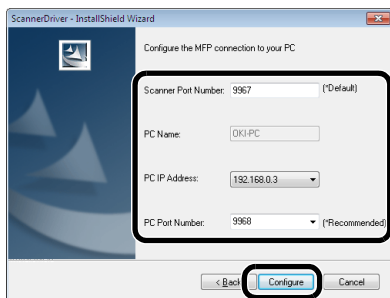 ScannerDriver - InstallShield Wizard
Configure the MFP connection to your PC
Scanner Port Number: 9967 (*Default)
PC Name: OKI-PC
PC IP Address: 192.168.0.3
PC Port Number: 9968 (*Recommended)
< Back Configure Cancel